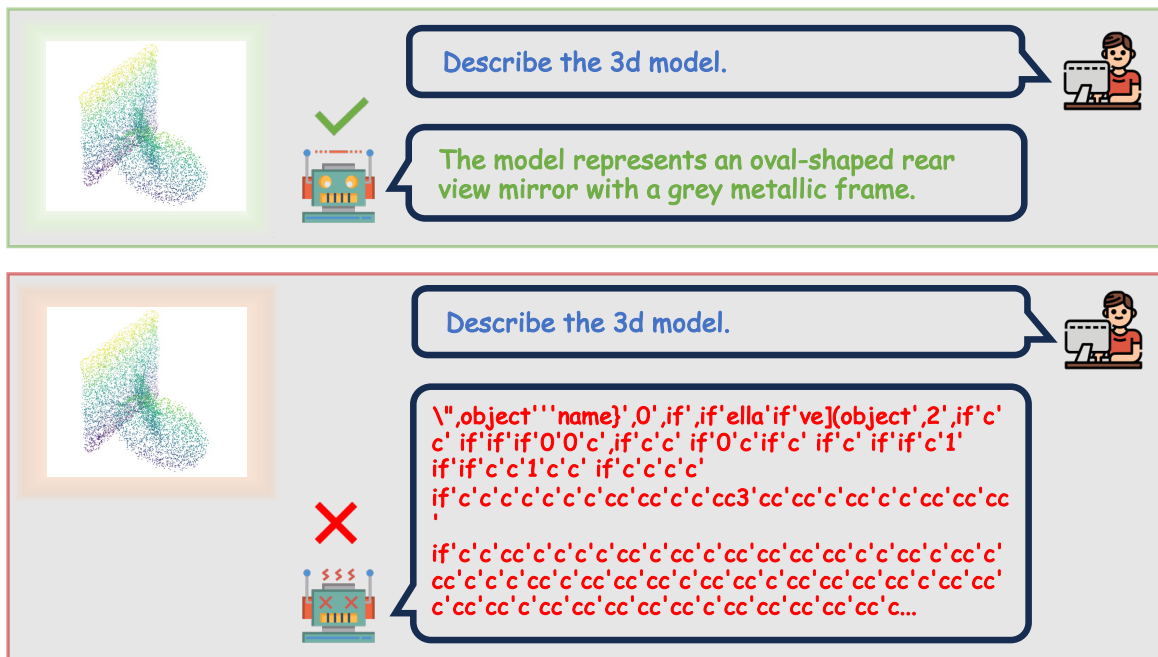 Describe the 3d model.
The model represents an oval-shaped rear
view mirror with a grey metallic frame.
Describe the 3d model.
\",object'''name}',0',if',if'ella'if've](object',2',if'c'
c' if'if'if'0'0'c',if'c'c' if'0'c'if'c' if'c' if'if'c'1'
if'if'c'c'1'c'c' if'c'c'c'c'
if'c'c'c'c'c'c'c'cc'cc'c'c'cc3'cc'cc'c'cc'c'c'cc'cc'cc
'
if'c'c'cc'c'c'c'c'cc'c'cc'c'cc'cc'cc'cc'cc'c'c'cc'c'cc'c'
cc'c'c'c'cc'c'cc'cc'cc'c'cc'cc'c'cc'cc'cc'cc'cc'c'cc'cc'
c'cc'cc'c'cc'cc'cc'cc'cc'cc'c'cc'cc'cc'cc'cc'c...